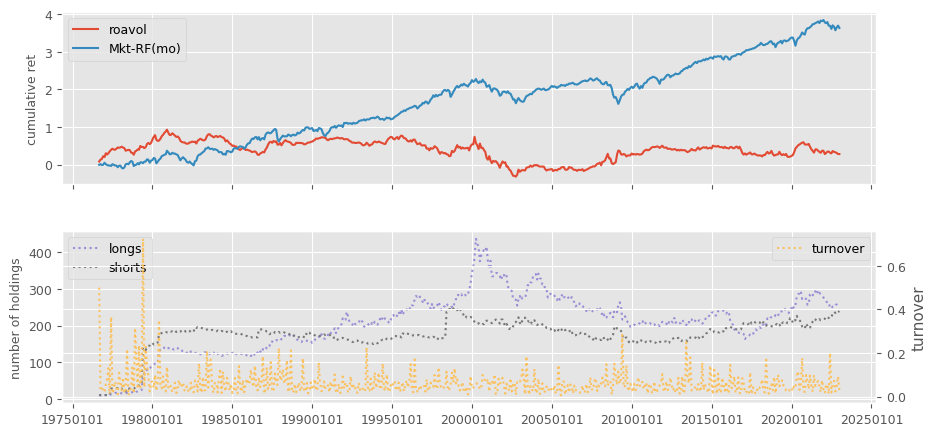 4
3
2
1
0
cumulative ret
roavol
Mkt-RF(mo)
400
300
200
100
0
number of holdings
longs
shorts
turnover
0.6
0.4
0.2
0.0
turnover
19750101 19800101 19850101 19900101 19950101 20000101 20050101 20100101 20150101 20200101 20250101